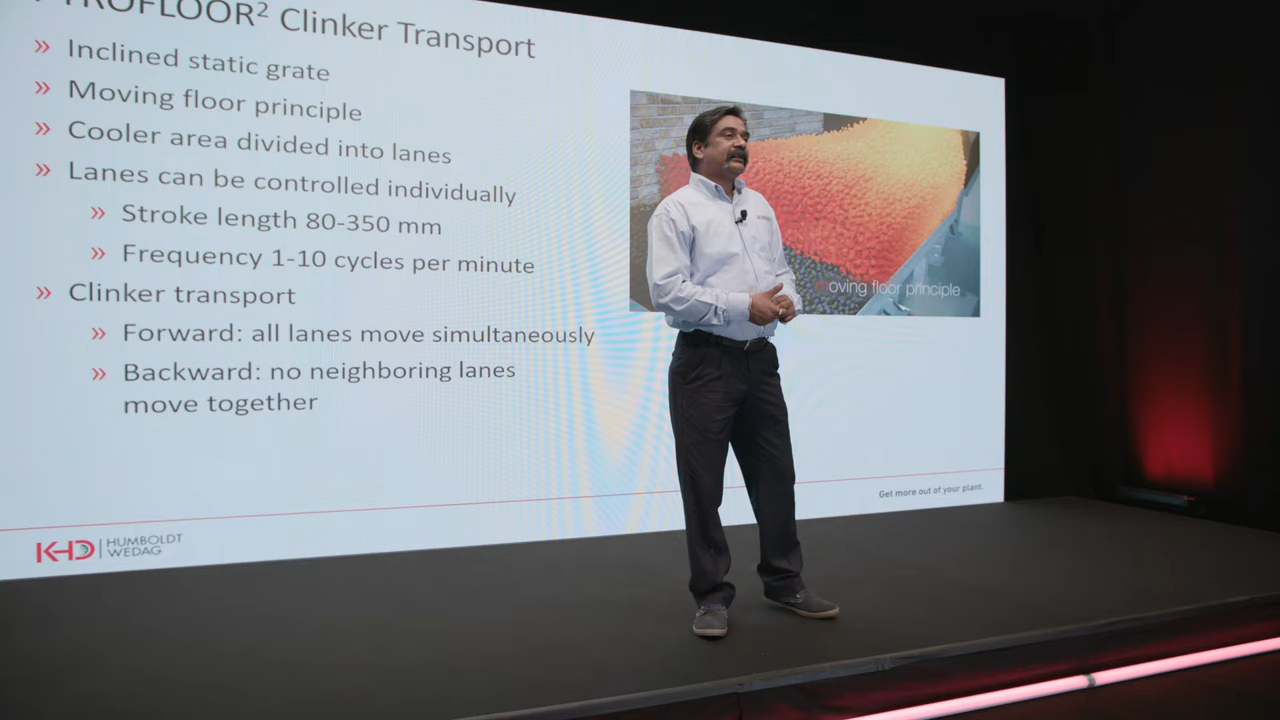 PYROFLOOR² Clinker Transport
» Inclined static grate
» Moving floor principle
» Cooler area divided into lanes
» Lanes can be controlled individually
» Stroke length 80-350 mm
» Frequency 1-10 cycles per minute
» Clinker transport
» Forward: all lanes move simultaneously
» Backward: no neighboring lanes
move together
moving floor principle
Get more out of your plant.
KHD HUMBOLDT
WEDAG